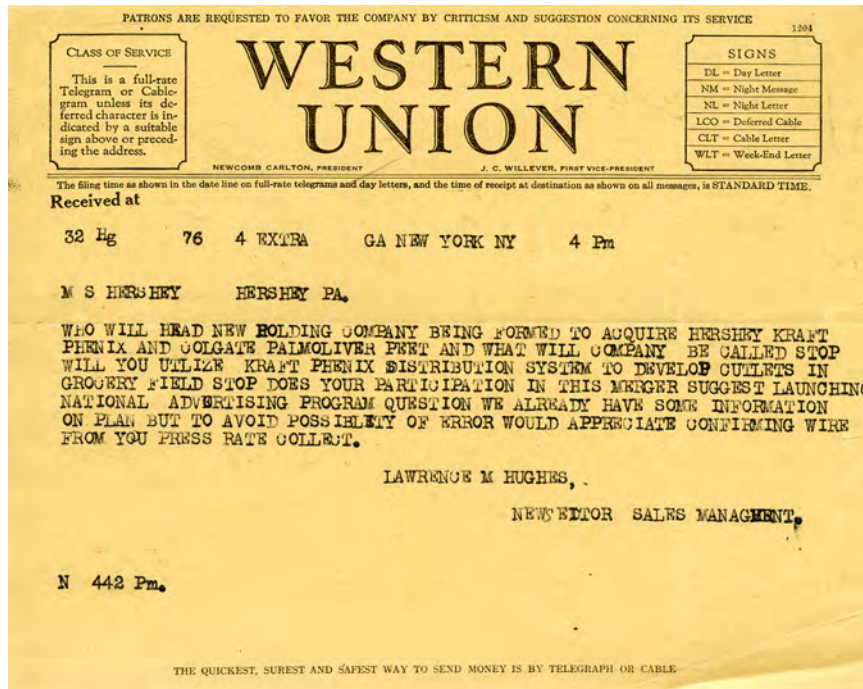 PATRONS ARE REQUESTED TO FAVOR THE COMPANY BY CRITICISM AND SUGGESTION CONCERNING ITS SERVICE
1204
CLASS OF SERVICE
This is a full-rate
Telegram or Cable-
gram unless its de-
ferred character is in-
dicated by a suitable
sign above or preced-
ing the address.
WESTERN
UNION
NEWCOMB CARLTON, PRESIDENT
J. C. WILLEVER, FIRST VICE-PRESIDENT
SIGNS
DL = Day Letter
NM = Night Message
NL = Night Letter
LCO = Deferred Cable
CLT = Cable Letter
WLT = Week-End Letter
The filing time as shown in the date line on full-rate telegrams and day letters, and the time of receipt at destination as shown on all messages, is STANDARD TIME.
Received at
32 Hg 76 4 EXTRA GA NEW YORK NY 4 Pm
M S HERSHEY HERSHEY PA.
WHO WILL HEAD NEW HOLDING COMPANY BEING FORMED TO ACQUIRE HERSHEY KRAFT
PHENIX AND COLGATE PALMOLIVER PEET AND WHAT WILL COMPANY BE CALLED STOP
WILL YOU UTLIZE KRAFT PHENIX DISTRIBUTION SYSTEM TO DEVELOP OUTLETS IN
GROCERY FIELD STOP DOES YOUR PARTICIPATION IN THIS MERGER SUGGEST LAUNCHING
NATIONAL ADVERTISING PROGRAM QUESTION WE ALREADY HAVE SOME INFORMATION
ON PLAN BUT TO AVOID POSSIBLETY OF ERROR WOULD APPRECIATE CONFIRMING WIRE
FROM YOU PRESS RATE COLLECT.
LAWRENCE M HUGHES,
NEWS EDITOR SALES MANAGMENT.
N 442 Pm.
THE QUICKEST, SUREST AND SAFEST WAY TO SEND MONEY IS BY TELEGRAPH OR CABLE